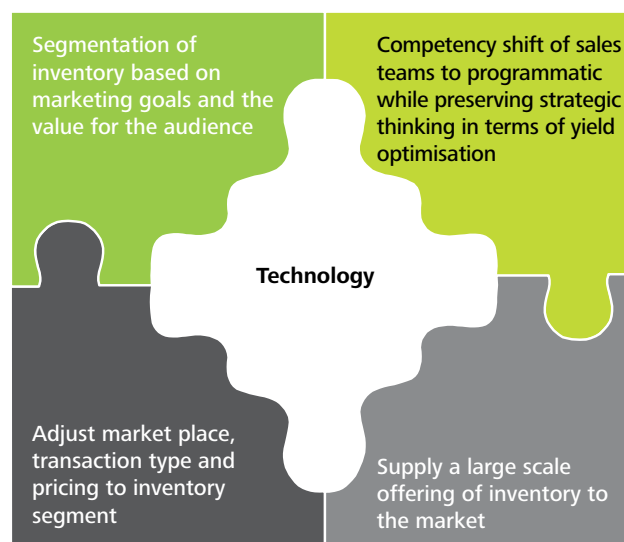 Segmentation of
inventory based on
marketing goals and the
value for the audience
Competency shift of sales
teams to programmatic
while preserving strategic
thinking in terms of yield
optimisation
Technology
Adjust market place,
transaction type and
pricing to inventory
segment
Supply a large scale
offering of inventory to
the market